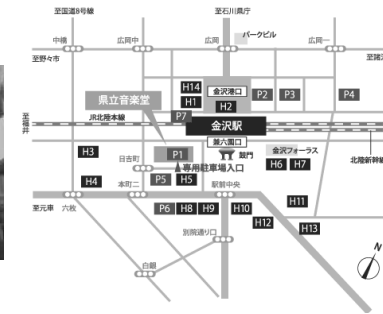 至国道8号線
至石川県庁
中橋
広岡中
広岡
パークビル
広岡一
至野々市
至諸江
H14
金沢港口
H1
H2
P2
P3
P4
県立音楽堂
P7
JR北陸本線
金沢駅
至福井
兼六園口
北陸新幹線
H3
日吉町
P1
鼓門
金沢フォーラス
H6
H7
専用駐車場入口
H4
本町二
P5
H5
駅前中央
至元車
六枚
P6
H8
H9
H10
H11
H12
H13
別院通り口
白銀
N